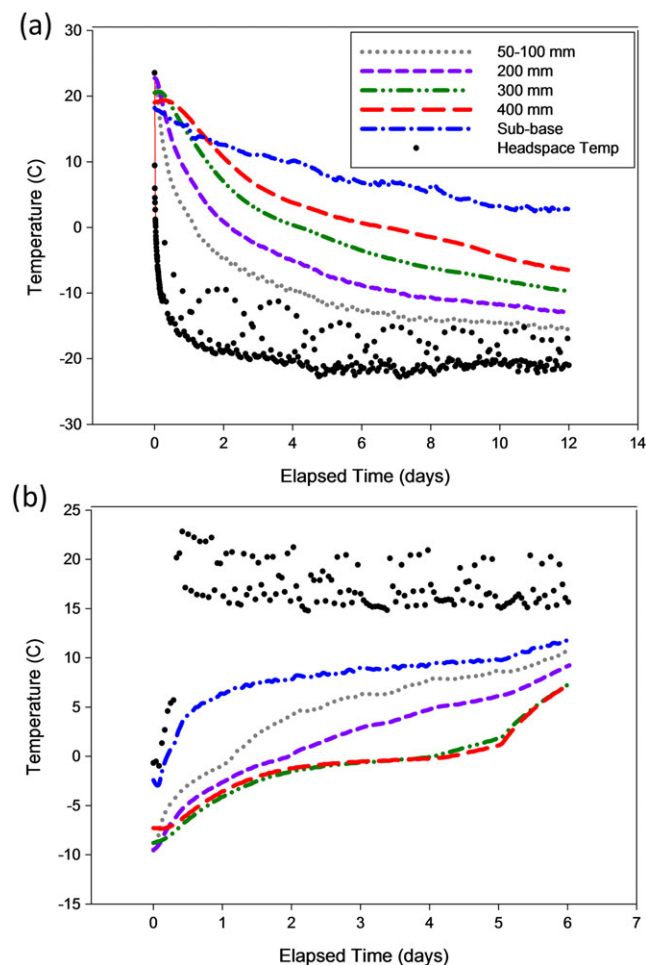 (a)
30
20
10
0
-10
-20
-30
Temperature (C)
50-100 mm
200 mm
300 mm
400 mm
Sub-base
Headspace Temp
0 2 4 6 8 10 12 14
Elapsed Time (days)
(b)
25
20
15
10
5
0
-5
-10
-15
Temperature (C)
0 1 2 3 4 5 6 7
Elapsed Time (days)